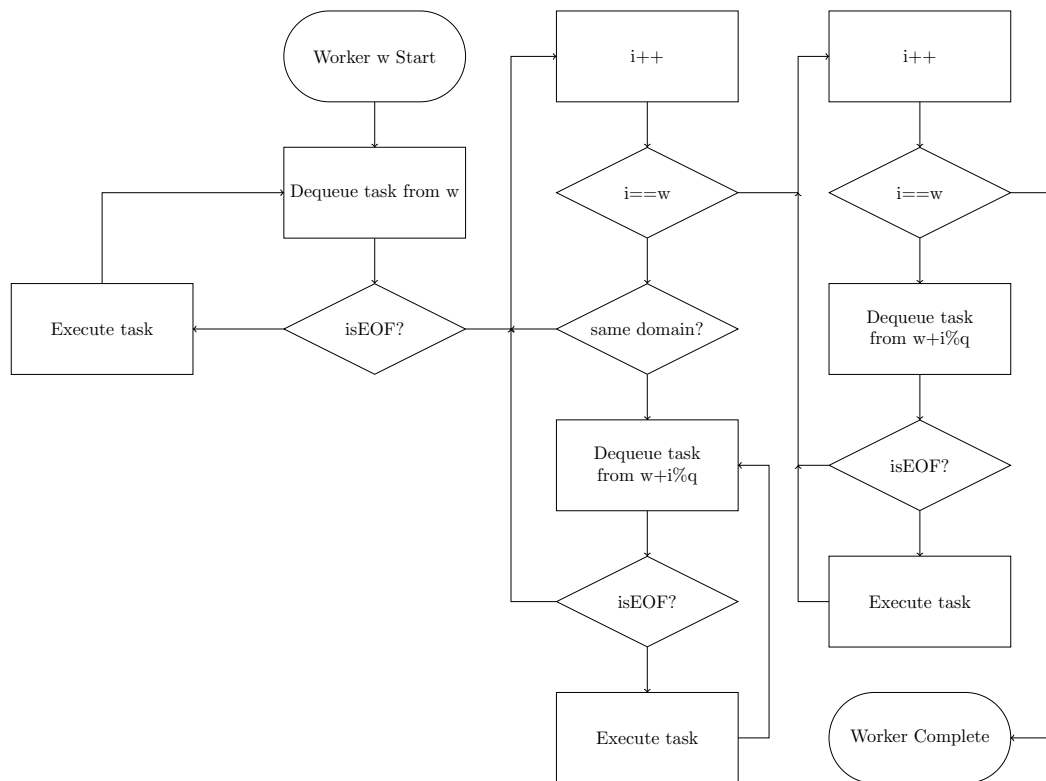 Worker w Start
Dequeue task from w
isEOF?
Execute task
i++
i==w
same domain?
Dequeue task
from w+i%q
isEOF?
Execute task
i++
i==w
Dequeue task
from w+i%q
isEOF?
Execute task
Worker Complete